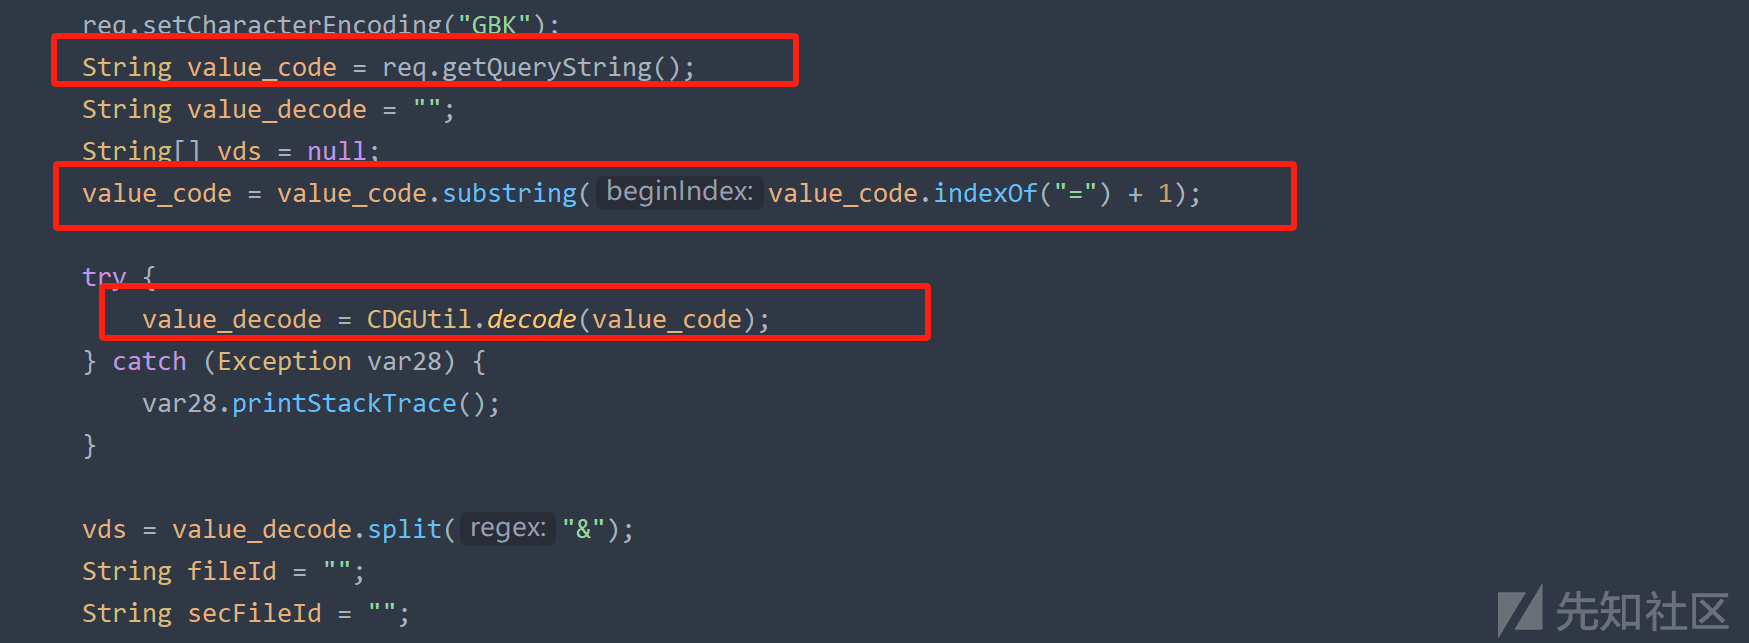 req.setCharacterEncoding("GBK");
String value_code = req.getQueryString();
String value_decode = "";
String[] vds = null;
value_code = value_code.substring( beginIndex: value_code.indexOf("=") + 1);
try {
value_decode = CDGUtil.decode(value_code);
} catch (Exception var28) {
var28.printStackTrace();
}
vds = value_decode.split( regex: "&");
String fileId = "";
String secFileId = "";
先知社区